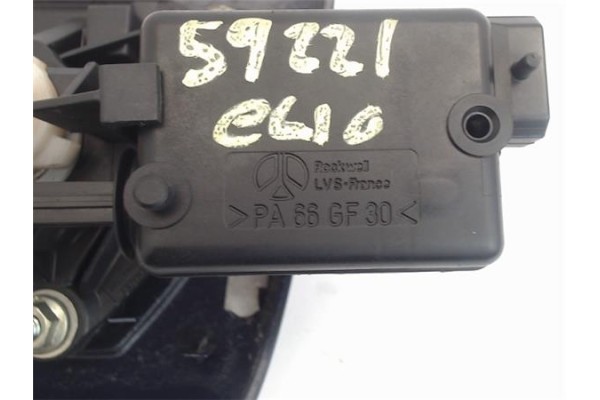 59221
CLIO
Rockwell
LVS-France
>PA 66 GF 30<